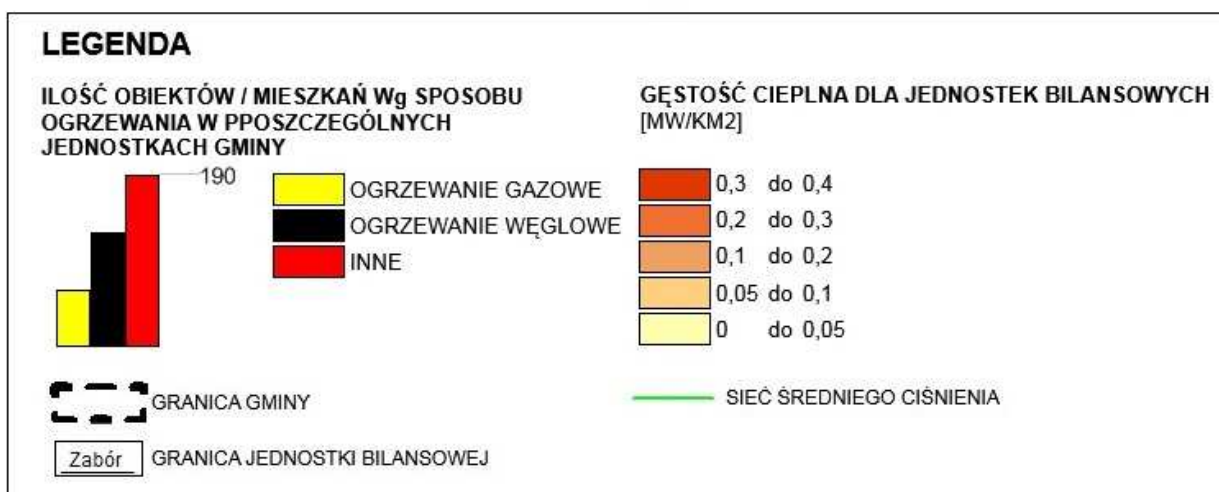 LEGENDA
ILOŚĆ OBIEKTÓW / MIESZKAŃ Wg SPOSOBU
OGRZEWANIA W PPOSZCZEGÓLNYCH
JEDNOSTKACH GMINY
190
OGRZEWANIE GAZOWE
OGRZEWANIE WĘGLOWE
INNE
GRANICA GMINY
Zabór GRANICA JEDNOSTKI BILANSOWEJ
GĘSTOŚĆ CIEPLNA DLA JEDNOSTEK BILANSOWYCH
[MW/KM2]
0,3 do 0,4
0,2 do 0,3
0,1 do 0,2
0,05 do 0,1
0 do 0,05
SIEĆ ŚREDNIEGO CIŚNIENIA